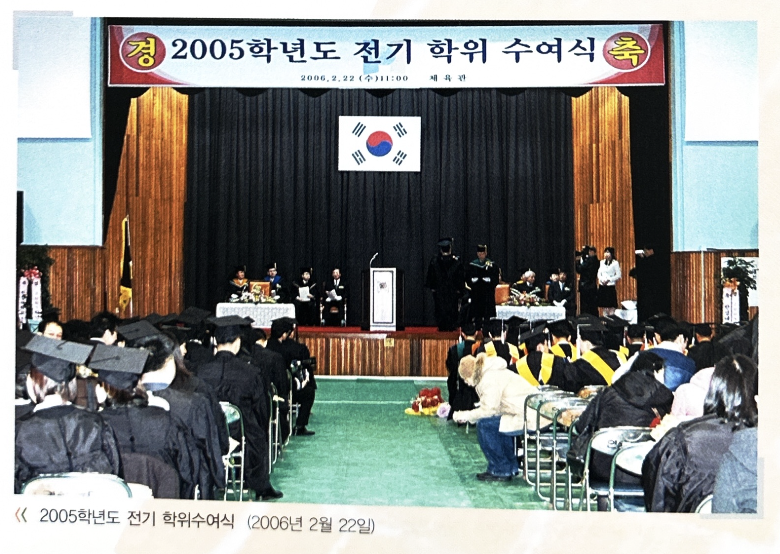 경 2005학년도 전기 학위 수여식 축
2006.2.22(수)11:00 체육관
《 2005학년도 전기 학위수여식 (2006년 2월 22일)